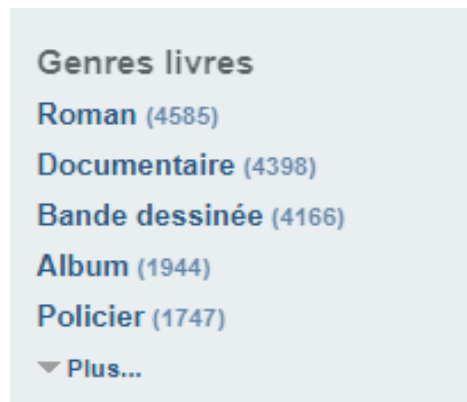 Genres livres
Roman (4585)
Documentaire (4398)
Bande dessinée (4166)
Album (1944)
Policier (1747)
Plus...